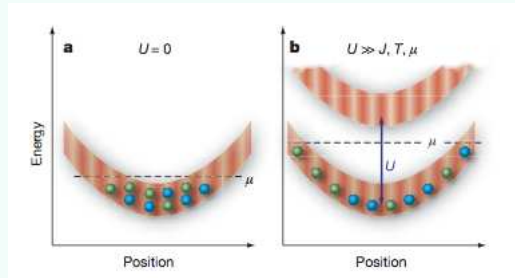 a
U = 0
Energy
μ
Position
b
U ≫ J, T, μ
μ
U
Position